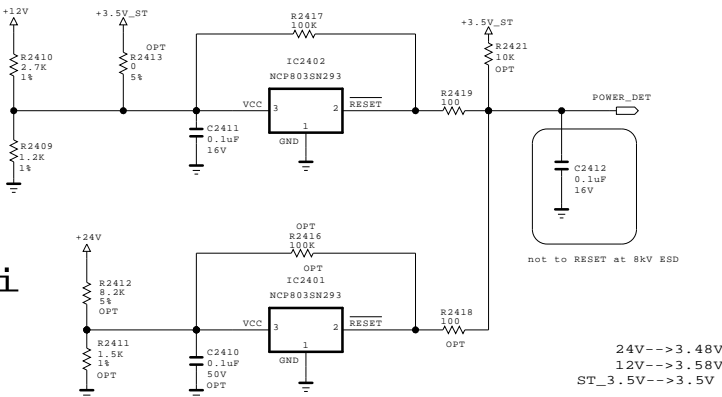 +12V
+3.5V_ST
R2417
100K
+3.5V_ST
R2410
2.7K
1%
OPT
R2413
0
5%
IC2402
NCP803SN293
R2421
10K
OPT
R2419
100
POWER_DET
VCC
3
2
RESET
1
GND
R2409
1.2K
1%
C2411
0.1uF
16V
C2412
0.1uF
16V
not to RESET at 8kV ESD
+24V
OPT
R2416
100K
OPT
IC2401
NCP803SN293
R2412
8.2K
5%
OPT
R2418
100
OPT
VCC
3
2
RESET
1
GND
R2411
1.5K
1%
OPT
C2410
0.1uF
50V
OPT
i
24V-->3.48V
12V-->3.58V
ST_3.5V-->3.5V